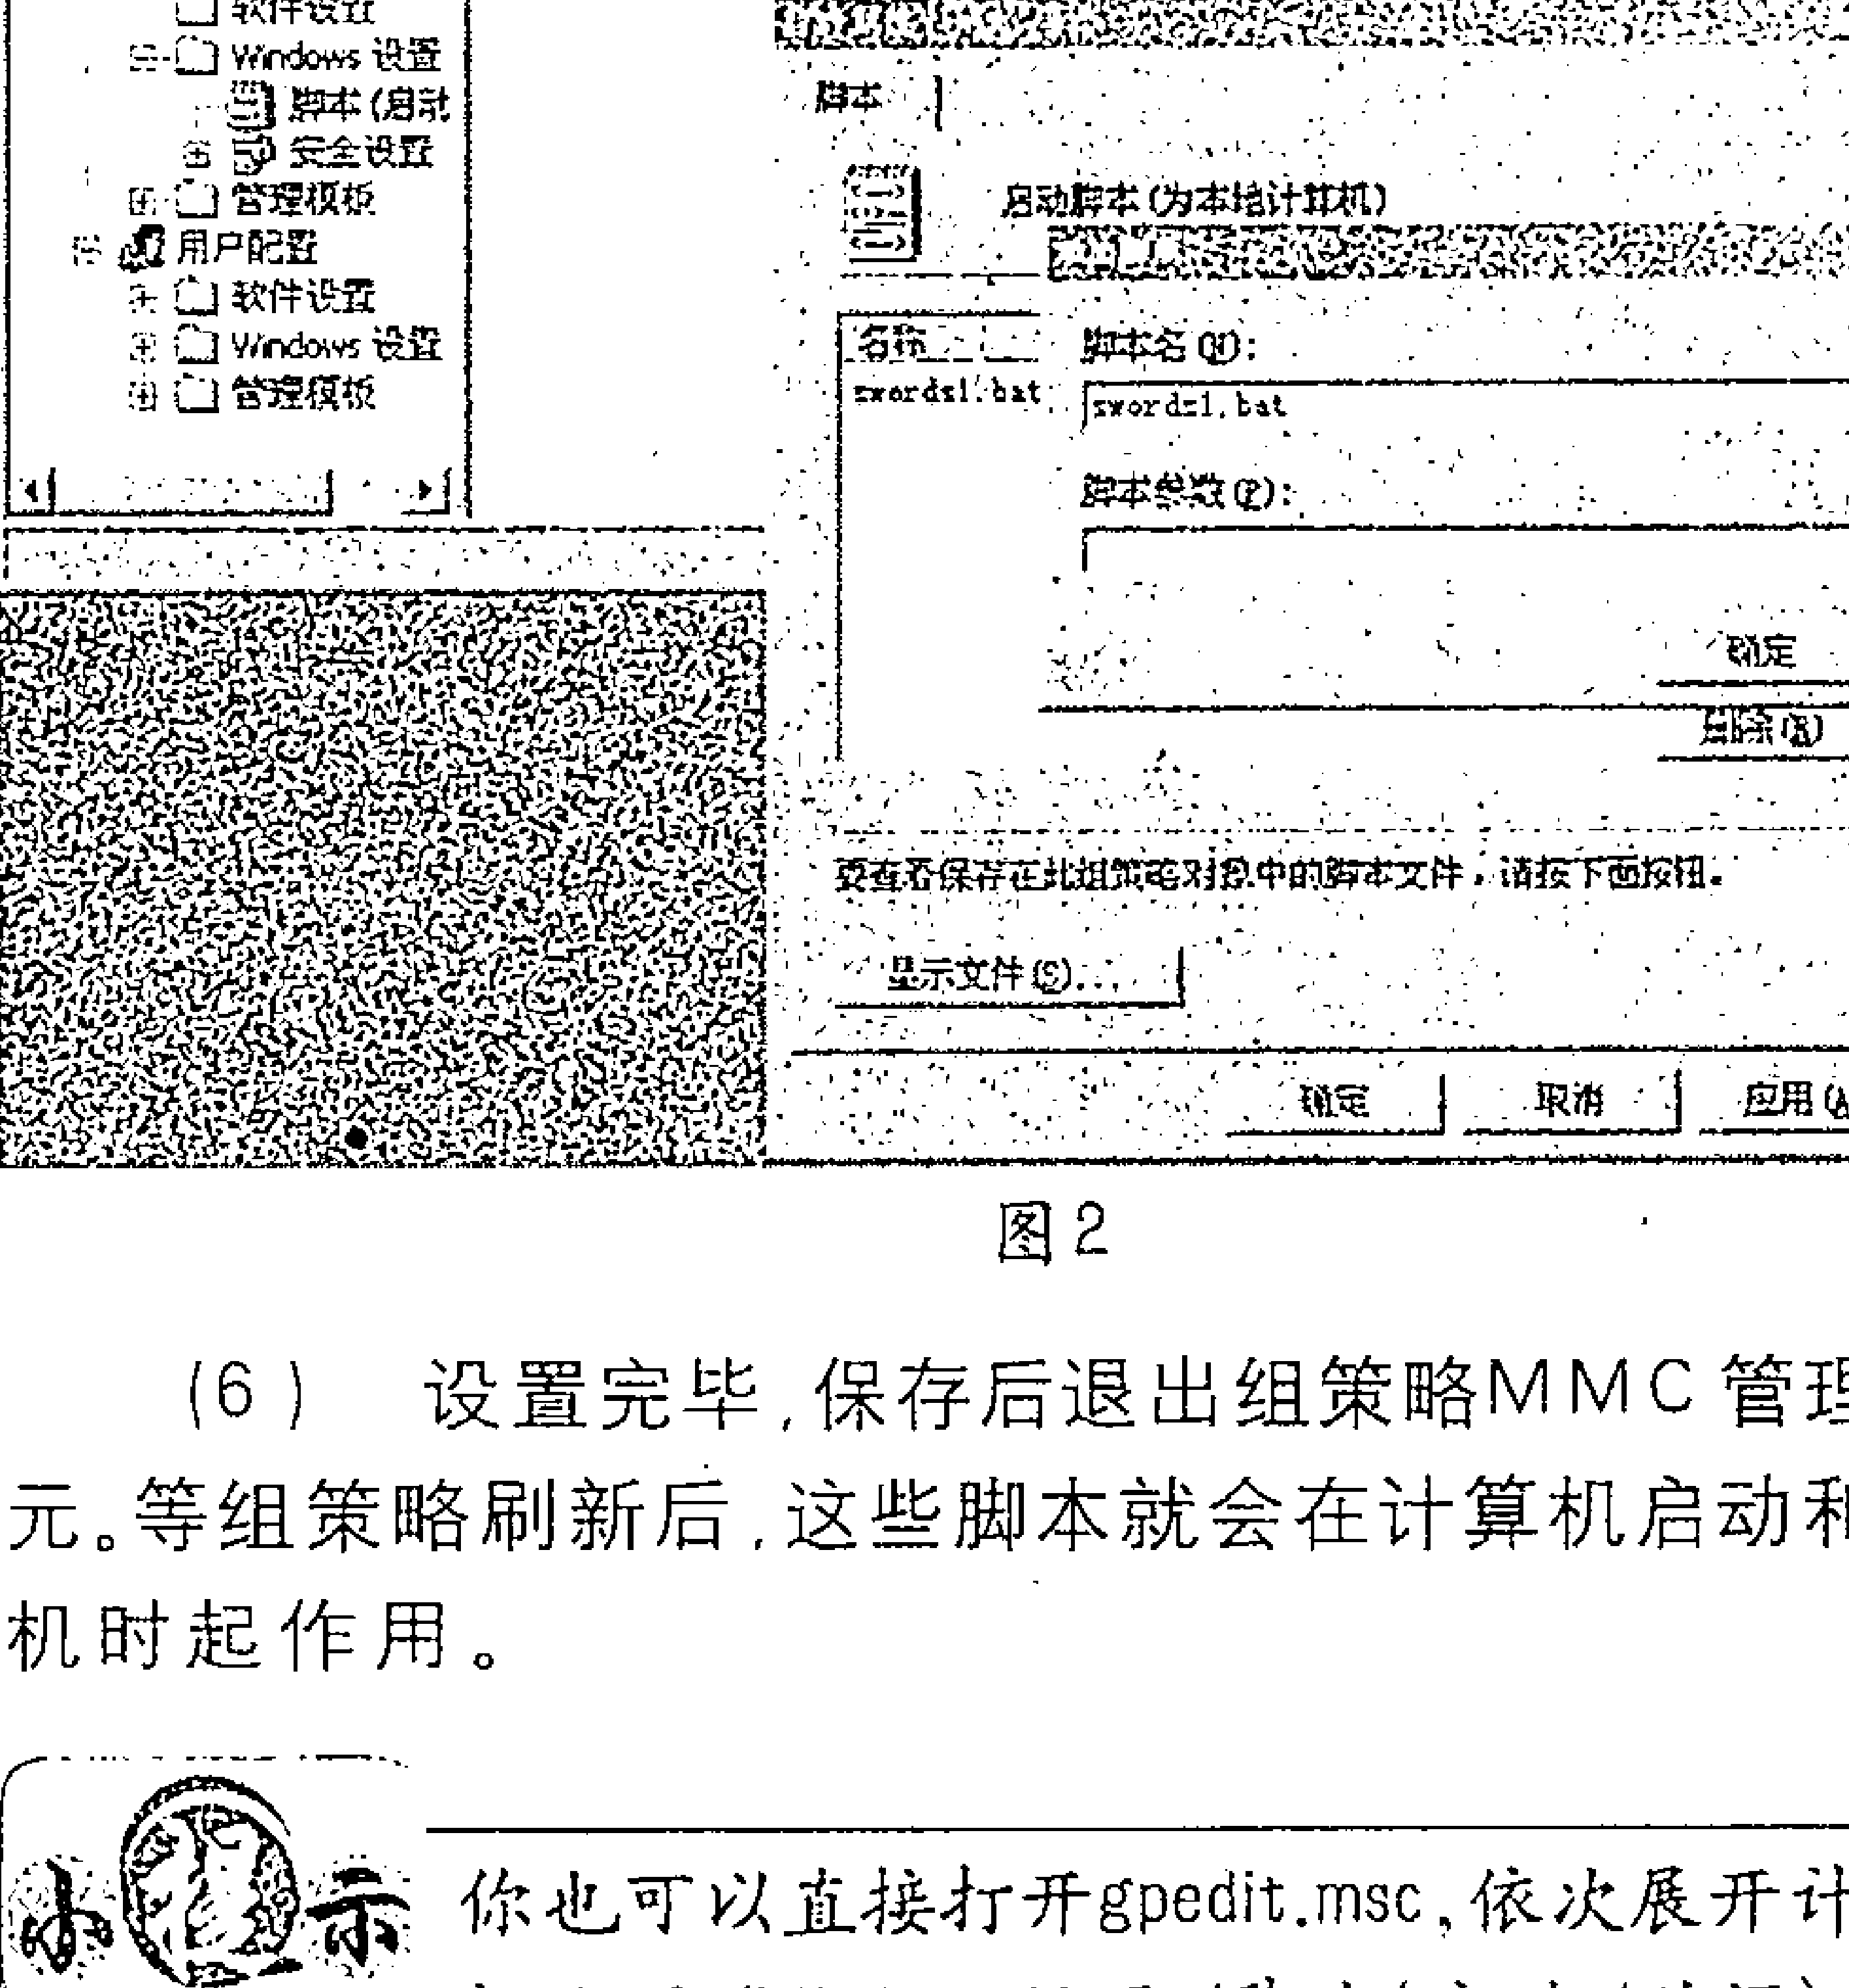 软件设置
Windows 设置
脚本(启动
安全设置
管理模板
用户配置
软件设置
Windows 设置
管理模板
脚本
启动脚本(为本地计算机)
名称
swords1.bat
脚本名(N):
swords1.bat
脚本参数(P):
确定
删除(R)
要查看保存在此组策略对象中的脚本文件，请按下面按钮。
显示文件(S)...
确定
取消
应用(A
图2
(6) 设置完毕,保存后退出组策略MMC管理
元。等组策略刷新后,这些脚本就会在计算机启动和
机时起作用。
小 示
你也可以直接打开gpedit.msc,依次展开计